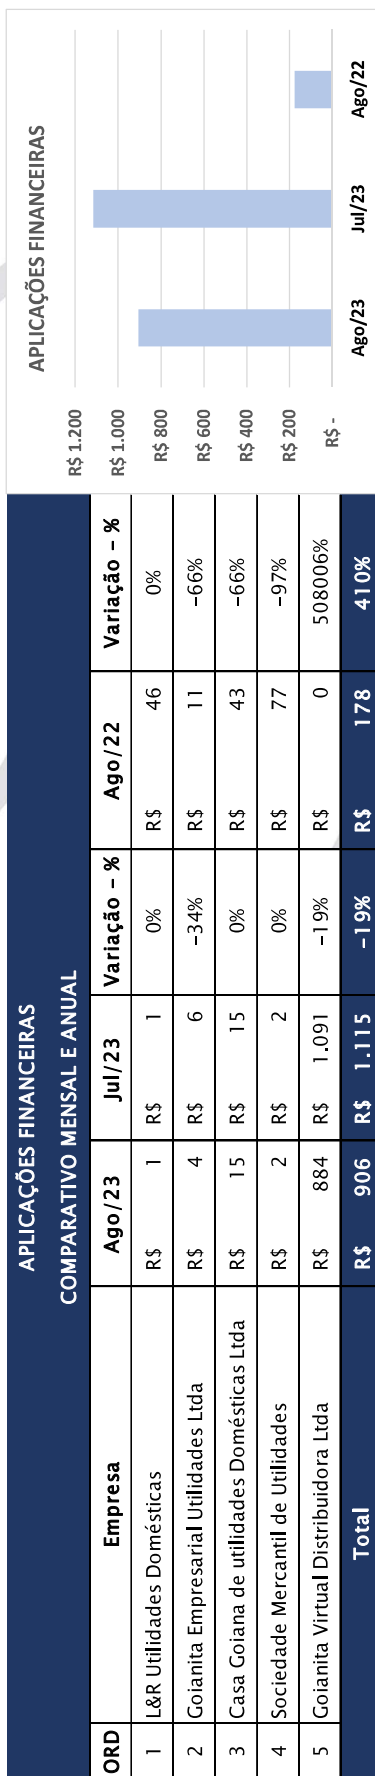 APLICAÇÕES FINANCEIRAS
COMPARATIVO MENSAL E ANUAL
ORD Empresa Ago/23 Jul/23 Variação - % Ago/22 Variação - %
1 L&R Utilidades Domésticas R$ 1 R$ 1 0% R$ 46 0%
2 Goianita Empresarial Utilidades Ltda R$ 4 R$ 6 -34% R$ 11 -66%
3 Casa Goiana de utilidades Domésticas Ltda R$ 15 R$ 15 0% R$ 43 -66%
4 Sociedade Mercantil de Utilidades R$ 2 R$ 2 0% R$ 77 -97%
5 Goianita Virtual Distribuidora Ltda R$ 884 R$ 1.091 -19% R$ 0 508006%
Total R$ 906 R$ 1.115 -19% R$ 178 410%
APLICAÇÕES FINANCEIRAS
R$ 1.200
R$ 1.000
R$ 800
R$ 600
R$ 400
R$ 200
R$ -
Ago/23 Jul/23 Ago/22